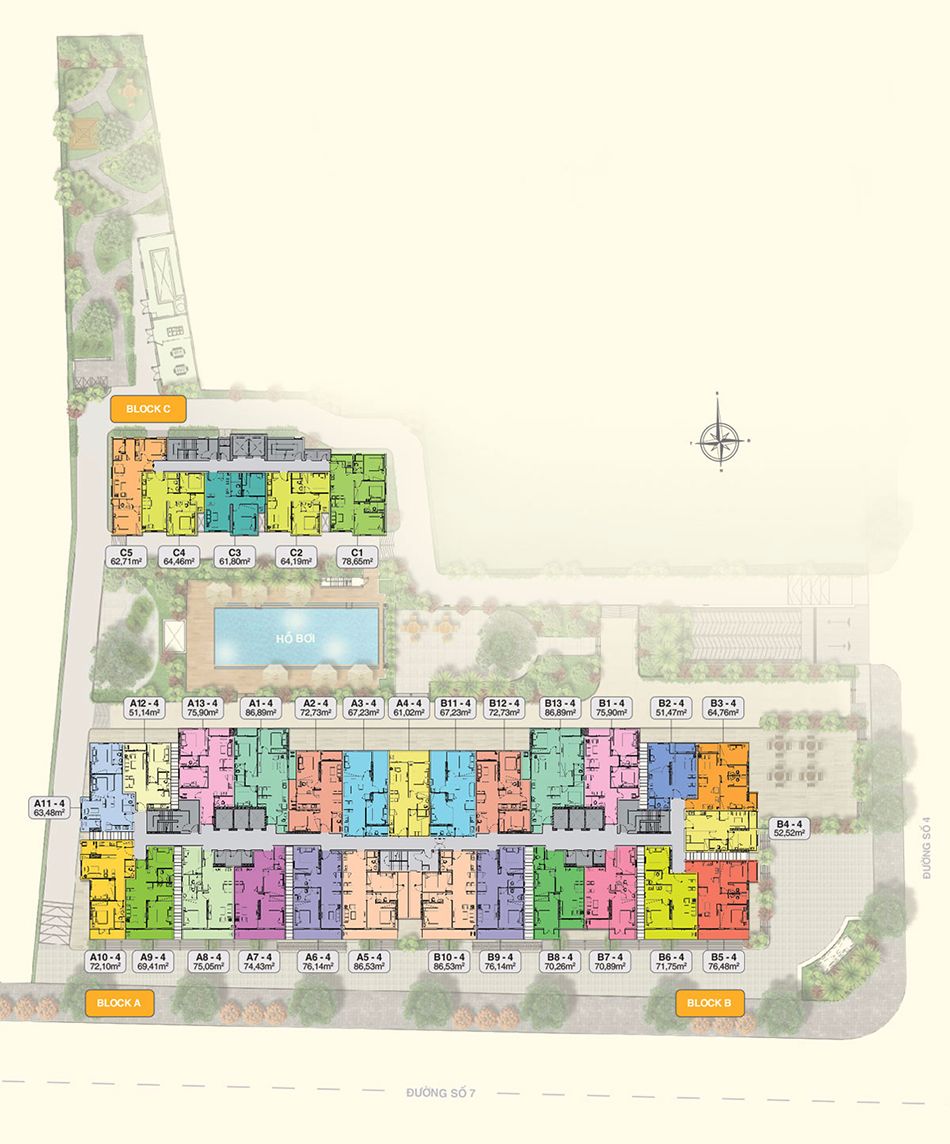 BLOCK C
C5
62,71m²
C4
64,46m²
C3
61,80m²
C2
64,19m²
C1
78,65m²
HỒ BƠI
A12 - 4
51,14m²
A13 - 4
75,90m²
A1 - 4
86,89m²
A2 - 4
72,73m²
A3 - 4
67,23m²
A4 - 4
61,02m²
B11 - 4
67,23m²
B12 - 4
72,73m²
B13 - 4
86,89m²
B1 - 4
75,90m²
B2 - 4
51,47m²
B3 - 4
64,76m²
A11 - 4
63,48m²
B4 - 4
52,52m²
ĐƯỜNG SỐ 4
A10 - 4
72,10m²
A9 - 4
69,41m²
A8 - 4
75,05m²
A7 - 4
74,43m²
A6 - 4
76,14m²
A5 - 4
86,53m²
B10 - 4
86,53m²
B9 - 4
76,14m²
B8 - 4
70,26m²
B7 - 4
70,89m²
B6 - 4
71,75m²
B5 - 4
76,48m²
BLOCK A
BLOCK B
ĐƯỜNG SỐ 7